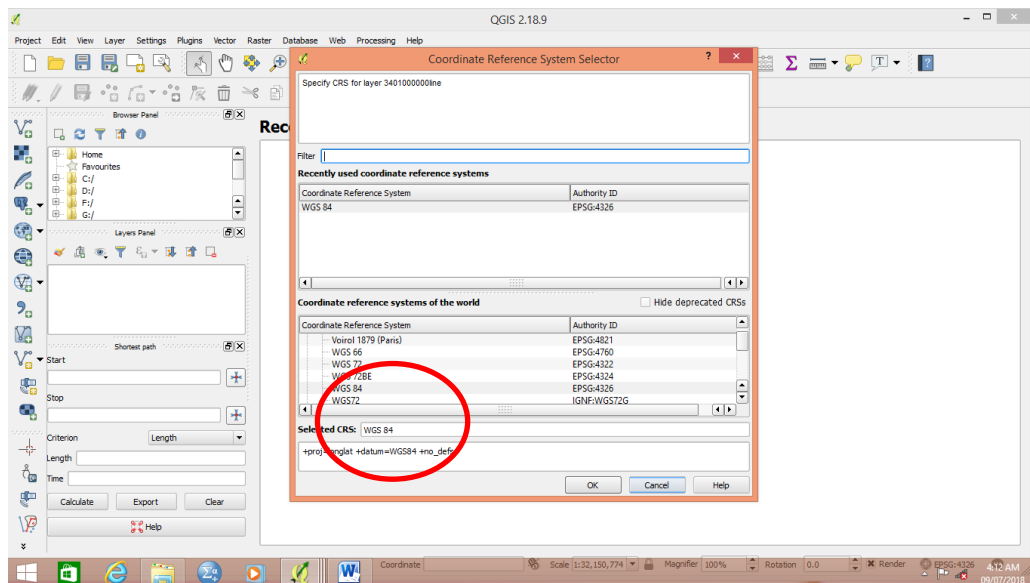 QGIS 2.18.9
Project Edit View Layer Settings Plugins Vector Raster Database Web Processing Help
Coordinate Reference System Selector
Specify CRS for layer 3401000000line
Browser Panel
Rec
Home
Favourites
C:/
D:/
F:/
G:/
Filter
Recently used coordinate reference systems
Coordinate Reference System Authority ID
WGS 84 EPSG:4326
Layers Panel
Coordinate reference systems of the world Hide deprecated CRSs
Coordinate Reference System Authority ID
Voirol 1879 (Paris) EPSG:4821
WGS 66 EPSG:4760
WGS 72 EPSG:4322
WGS 72BE EPSG:4324
WGS 84 EPSG:4326
WGS72 IGNF:WGS72G
Selected CRS: WGS 84
+proj=longlat +datum=WGS84 +no_defs
OK Cancel Help
Shortest path
Start
Stop
Criterion Length
Length
Time
Calculate Export Clear
Help
Coordinate Scale 1:32,150,774 Magnifier 100% Rotation 0.0 Render EPSG:4326
4:12 AM
09/07/201